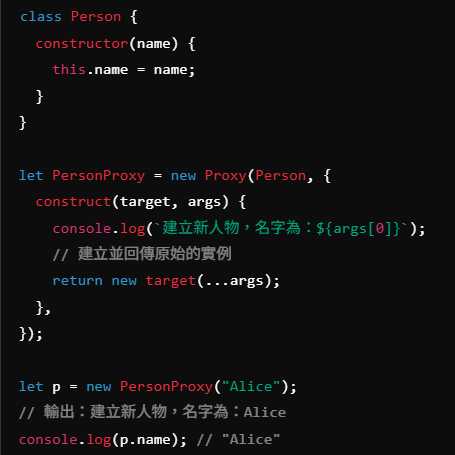 class Person {
  constructor(name) {
    this.name = name;
  }
}

let PersonProxy = new Proxy(Person, {
  construct(target, args) {
    console.log(`建立新人物，名字為：${args[0]}`);
    // 建立並回傳原始的實例
    return new target(...args);
  },
});

let p = new PersonProxy("Alice");
// 輸出：建立新人物，名字為：Alice
console.log(p.name); // "Alice"